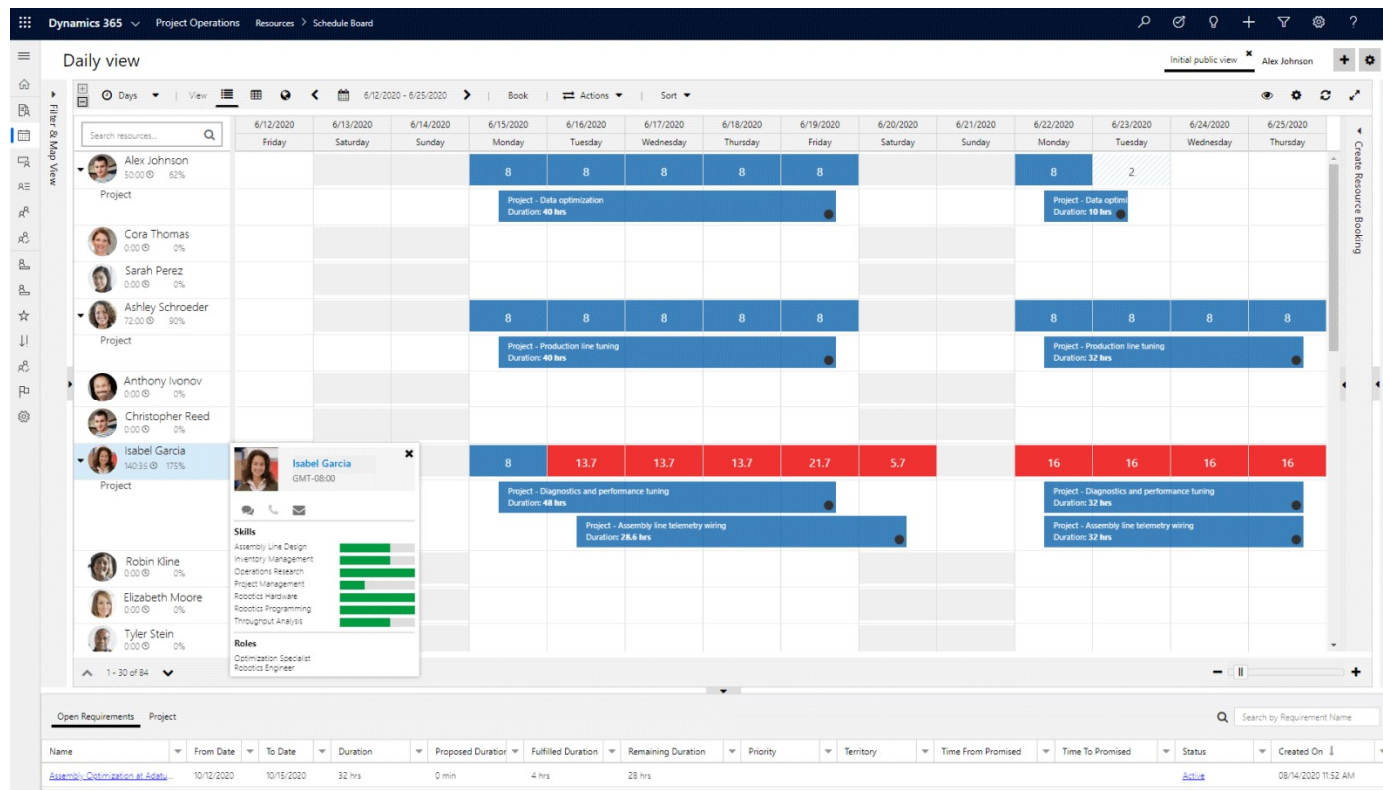 Dynamics 365 Project Operations Resources > Schedule Board
Daily view
Initial public view Alex Johnson
Days View 6/12/2020 - 6/25/2020 Book Actions Sort
Filter & Map View
Create Resource Booking
Search resources...
6/12/2020 6/13/2020 6/14/2020 6/15/2020 6/16/2020 6/17/2020 6/18/2020 6/19/2020 6/20/2020 6/21/2020 6/22/2020 6/23/2020 6/24/2020 6/25/2020
Friday Saturday Sunday Monday Tuesday Wednesday Thursday Friday Saturday Sunday Monday Tuesday Wednesday Thursday
Alex Johnson
50:00 62%
8 8 8 8 8 8 2
Project
Project - Data optimization
Duration: 40 hrs
Project - Data optimi
Duration: 10 hrs
Cora Thomas
0:00 0%
Sarah Perez
0:00 0%
Ashley Schroeder
72:00 90%
8 8 8 8 8 8 8 8 8
Project
Project - Production line tuning
Duration: 40 hrs
Project - Production line tuning
Duration: 32 hrs
Anthony Ivonov
0:00 0%
Christopher Reed
0:00 0%
Isabel Garcia
140:35 175%
8 13.7 13.7 13.7 21.7 5.7 16 16 16 16
Project
Project - Diagnostics and performance tuning
Duration: 48 hrs
Project - Diagnostics and performance tuning
Duration: 32 hrs
Project - Assembly line telemetry wiring
Duration: 28.6 hrs
Project - Assembly line telemetry wiring
Duration: 32 hrs
Isabel Garcia
GMT-08:00
Skills
Assembly Line Design
Inventory Management
Operations Research
Project Management
Robotics Hardware
Robotics Programming
Throughput Analysis
Roles
Optimization Specialist
Robotics Engineer
Robin Kline
0:00 0%
Elizabeth Moore
0:00 0%
Tyler Stein
0:00 0%
1 - 30 of 84
Open Requirements Project
Search by Requirement Name
Name From Date To Date Duration Proposed Duration Fulfilled Duration Remaining Duration Priority Territory Time From Promised Time To Promised Status Created On
Assembly Optimization at Adatu... 10/12/2020 10/15/2020 32 hrs 0 min 4 hrs 28 hrs Active 08/14/2020 11:52 AM